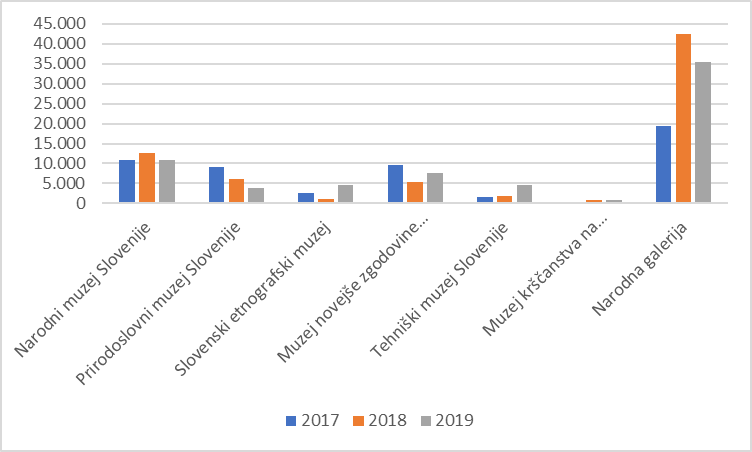 45.000
40.000
35.000
30.000
25.000
20.000
15.000
10.000
5.000
0
Narodni muzej Slovenije
Prirodoslovni muzej Slovenije
Slovenski etnografski muzej
Muzej novejše zgodovine...
Tehniški muzej Slovenije
Muzej krščanstva na...
Narodna galerija
2017 2018 2019